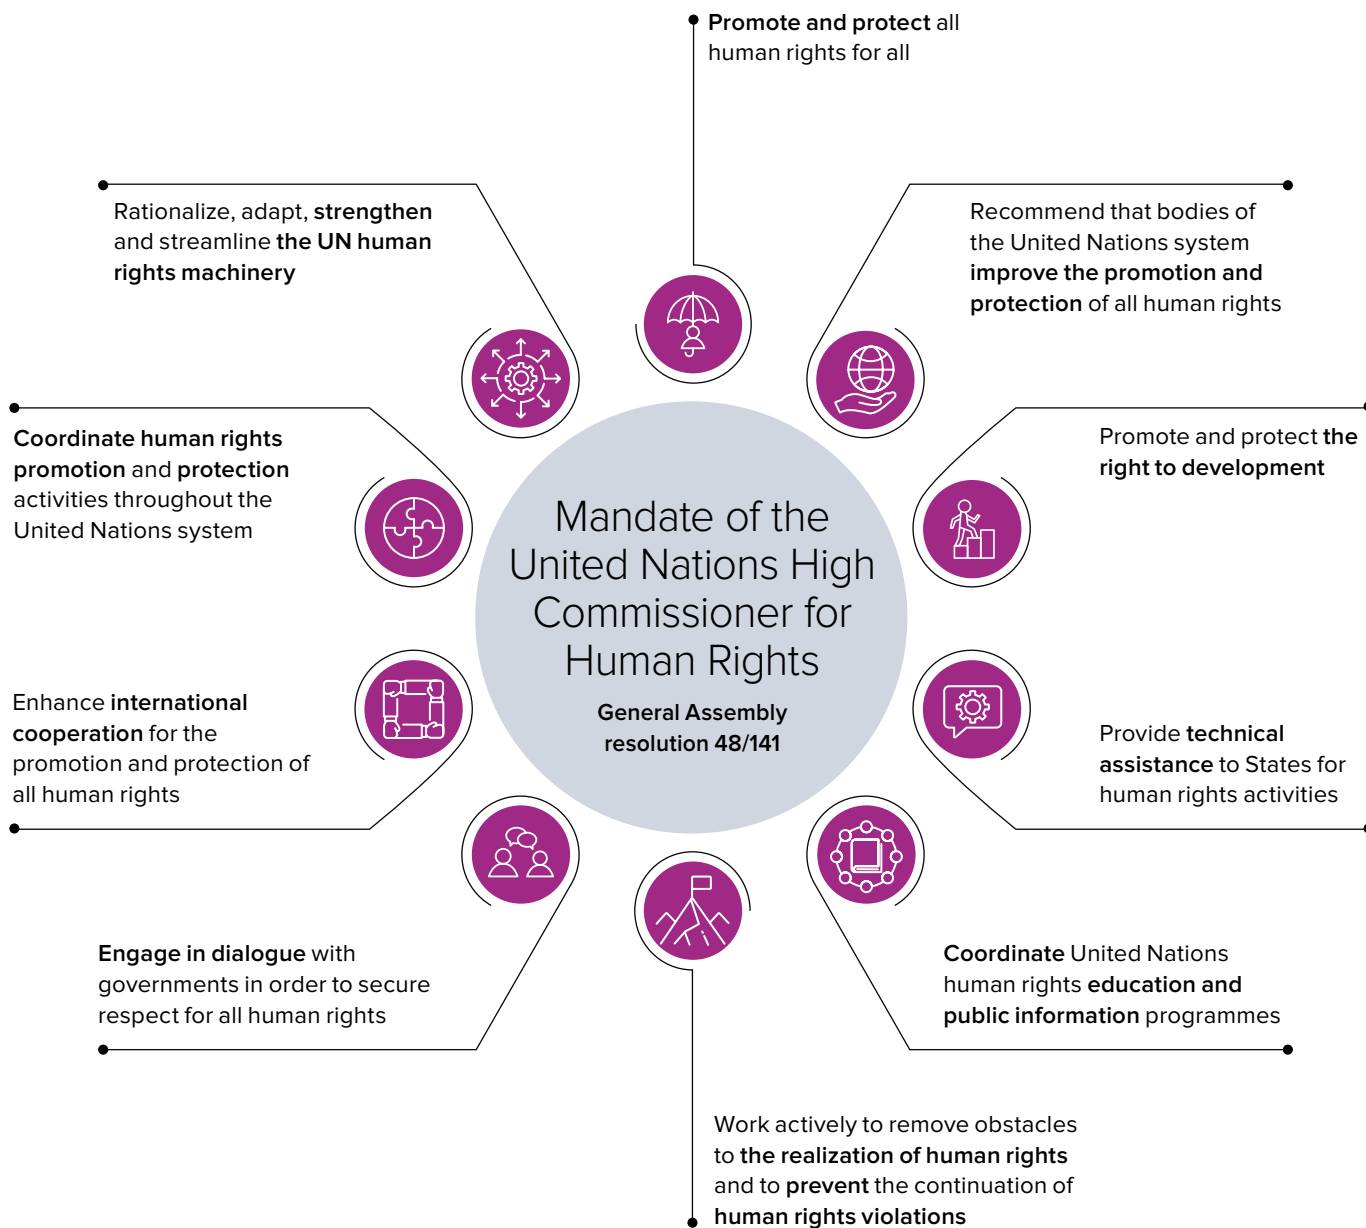 Promote and protect all
human rights for all
Rationalize, adapt, strengthen
and streamline the UN human
rights machinery
Recommend that bodies of
the United Nations system
improve the promotion and
protection of all human rights
Coordinate human rights
promotion and protection
activities throughout the
United Nations system
Promote and protect the
right to development
Mandate of the
United Nations High
Commissioner for
Human Rights
General Assembly
resolution 48/141
Enhance international
cooperation for the
promotion and protection of
all human rights
Provide technical
assistance to States for
human rights activities
Engage in dialogue with
governments in order to secure
respect for all human rights
Coordinate United Nations
human rights education and
public information programmes
Work actively to remove obstacles
to the realization of human rights
and to prevent the continuation of
human rights violations